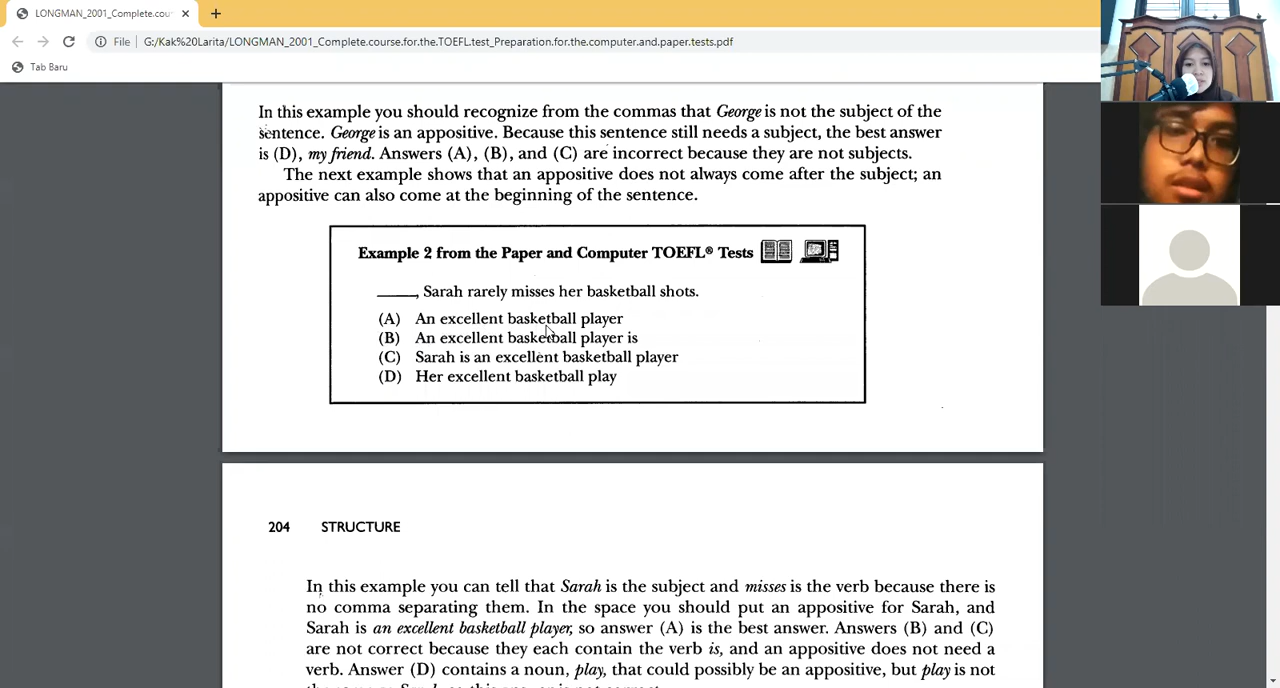 LONGMAN_2001_Complete.cou
File
G:/Kak%20Larita/LONGMAN_2001_Complete.course.for.the.TOEFL.test_Preparation.for.the.computer.and.paper.tests.pdf
Tab Baru
In this example you should recognize from the commas that George is not the subject of the
sentence. George is an appositive. Because this sentence still needs a subject, the best answer
is (D), my friend. Answers (A), (B), and (C) are incorrect because they are not subjects.
The next example shows that an appositive does not always come after the subject; an
appositive can also come at the beginning of the sentence.
Example 2 from the Paper and Computer TOEFL® Tests
_____, Sarah rarely misses her basketball shots.
(A) An excellent basketball player
(B) An excellent basketball player is
(C) Sarah is an excellent basketball player
(D) Her excellent basketball play
204 STRUCTURE
In this example you can tell that Sarah is the subject and misses is the verb because there is
no comma separating them. In the space you should put an appositive for Sarah, and
Sarah is an excellent basketball player, so answer (A) is the best answer. Answers (B) and (C)
are not correct because they each contain the verb is, and an appositive does not need a
verb. Answer (D) contains a noun, play, that could possibly be an appositive, but play is not